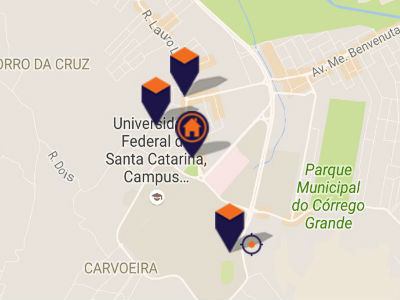 R. Lauro L
ORRO DA CRUZ
Av. Me. Benvenuta
Universid
Federal d
Santa Catarina,
Campus...
R. Dois
Parque
Municipal
do Córrego
Grande
CARVOEIRA